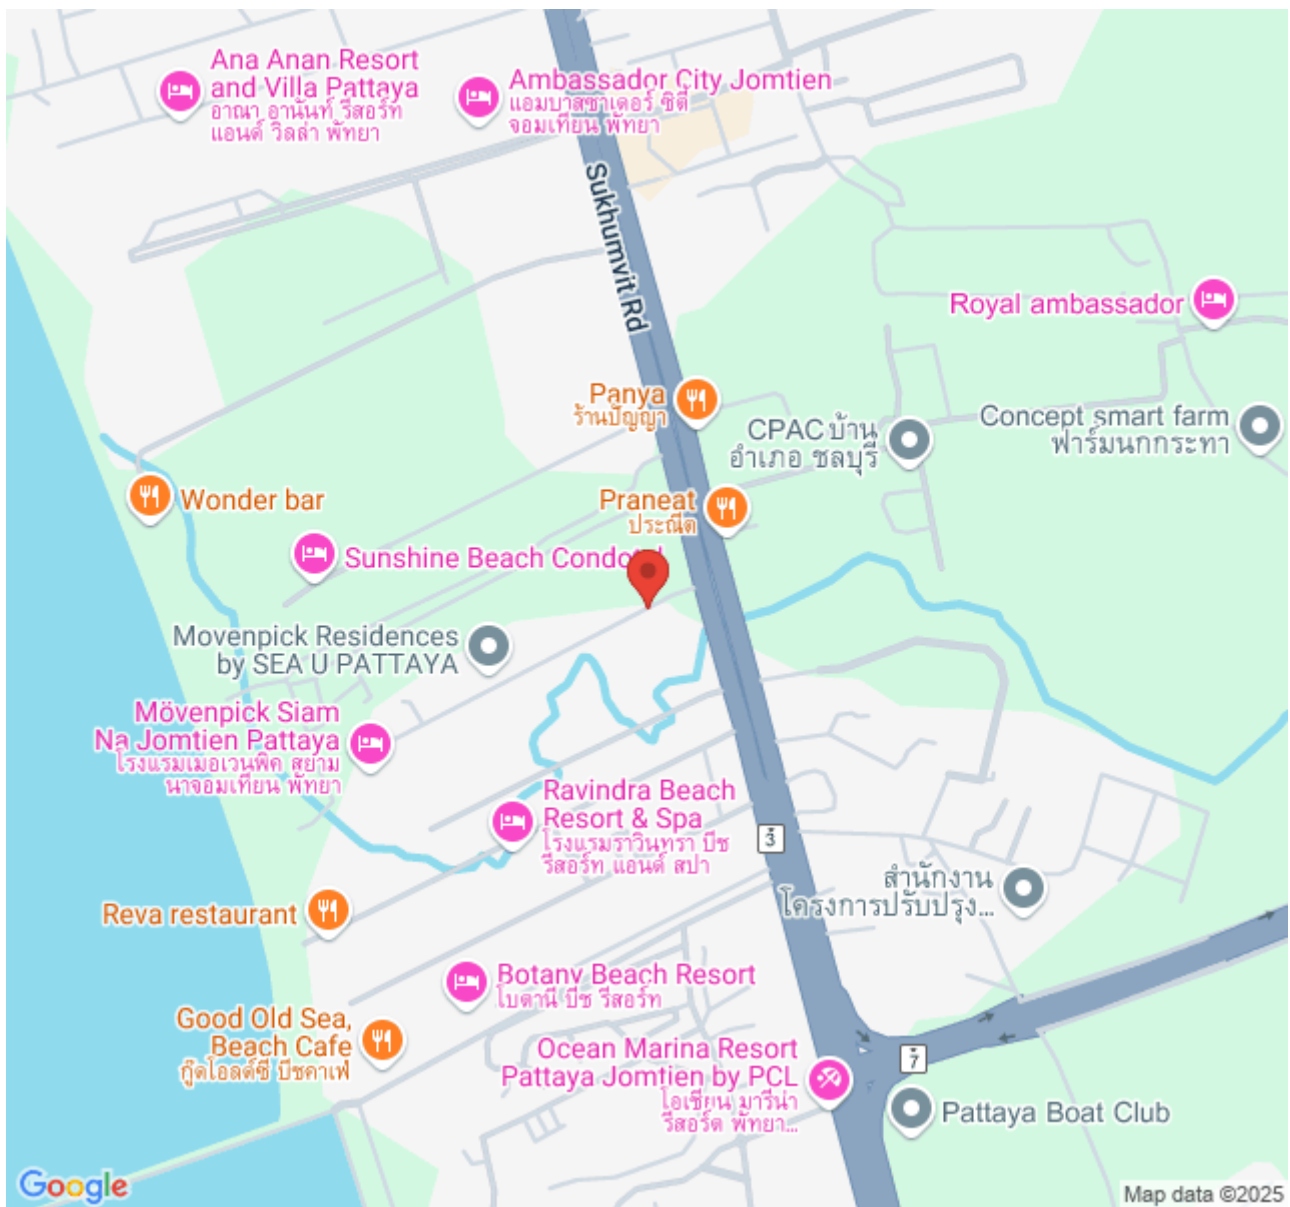 Ana Anan Resort
and Villa Pattaya
อาณา อานันท์ รีสอร์ท
แอนด์ วิลล่า พัทยา
Ambassador City Jomtien
แอมบาสซาเดอร์ ซิตี้
จอมเทียน พัทยา
Sukhumvit Rd
Royal ambassador
Panya
ร้านปัญญา
CPAC บ้าน
อำเภอ ชลบุรี
Concept smart farm
ฟาร์มนกกระทา
Wonder bar
Praneat
ประณีต
Sunshine Beach
Movenpick Residences
by SEA U PATTAYA
Mövenpick Siam
Na Jomtien Pattaya
โรงแรมเมอเวนพิค สยาม
นาจอมเทียน พัทยา
Ravindra Beach
Resort & Spa
โรงแรมราวินทรา บีช
รีสอร์ท แอนด์ สปา
3
สำนักงาน
โครงการปรับปรุง...
Reva restaurant
Botany Beach Resort
โบตานี บีช รีสอร์ท
Good Old Sea,
Beach Cafe
กู๊ดโอลด์ซี บีชคาเฟ่
Ocean Marina Resort
Pattaya Jomtien by PCL
โอเชี่ยน มารีน่า
รีสอร์ต พัทยา...
7
Pattaya Boat Club
Google
Map data ©2025